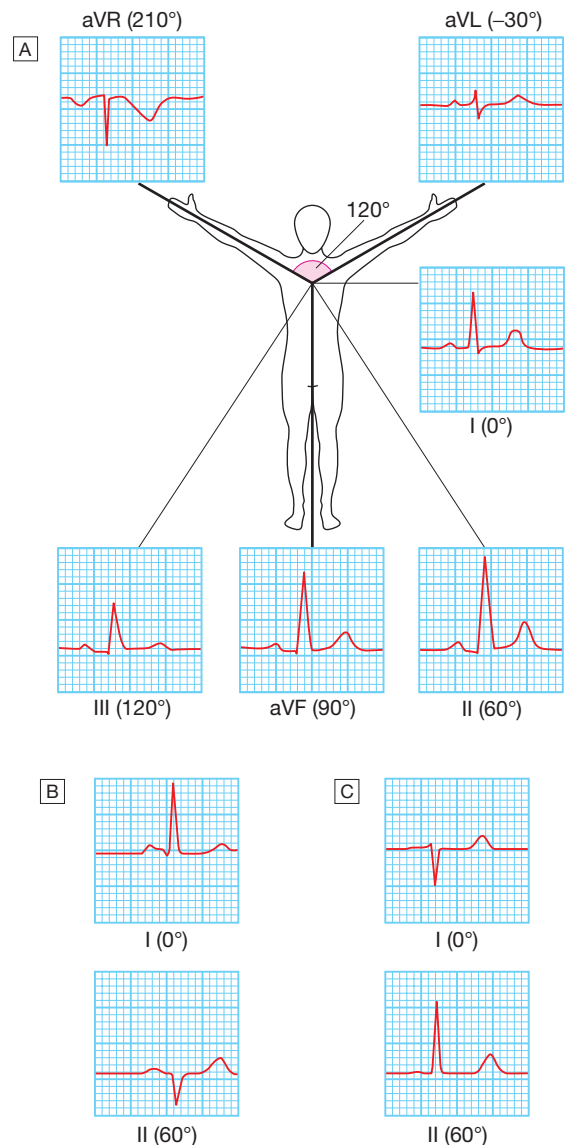 aVR (210°)
aVL (–30°)
A
120°
I (0°)
III (120°)
aVF (90°)
II (60°)
B
C
I (0°)
I (0°)
II (60°)
II (60°)